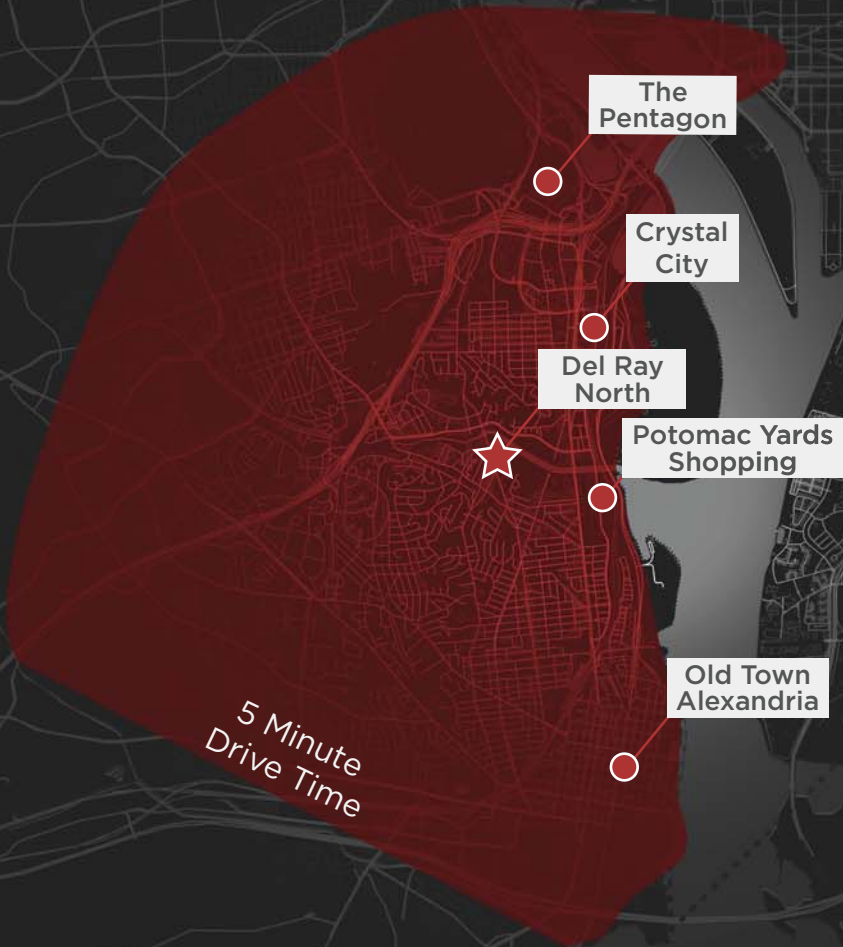 The
Pentagon
Crystal
City
Del Ray
North
Potomac Yards
Shopping
Old Town
Alexandria
5 Minute
Drive Time